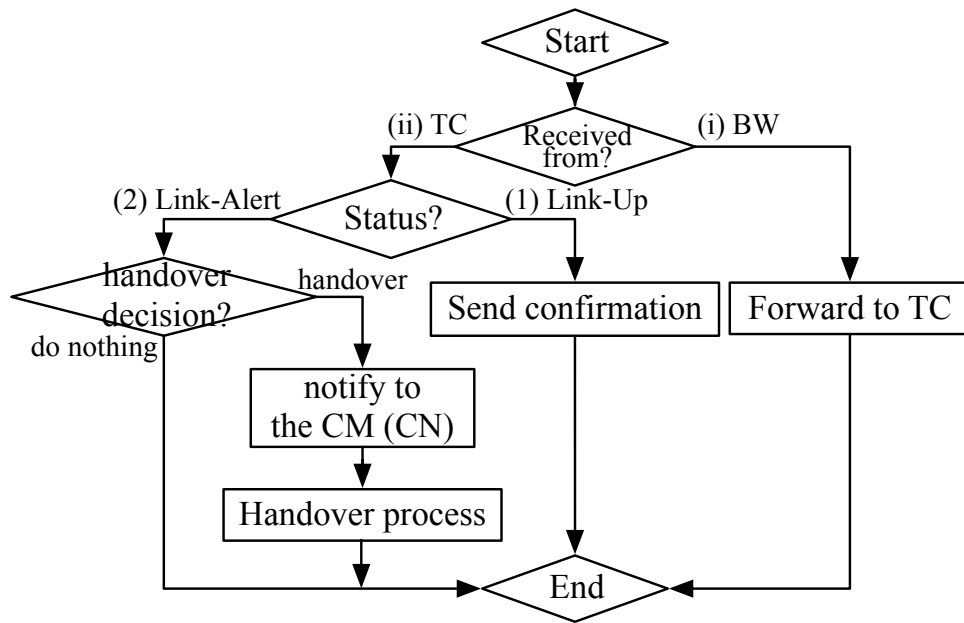 Start
(ii) TC
Received
from?
(i) BW
(2) Link-Alert
Status?
(1) Link-Up
handover
decision?
handover
do nothing
Send confirmation
Forward to TC
notify to
the CM (CN)
Handover process
End